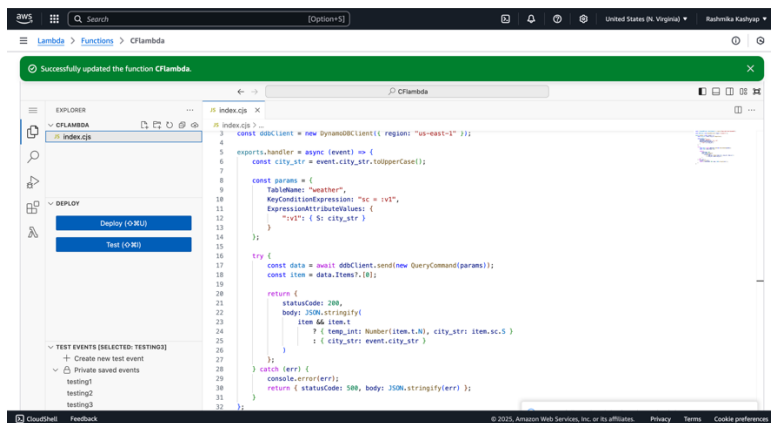 aws
Search
[Option+S]
United States (N. Virginia)
Rashmika Kashyap
Lambda > Functions > CFlambda
Successfully updated the function CFlambda.
CFlambda
EXPLORER
CFLAMBDA
JS index.cjs
DEPLOY
Deploy (⇧⌘U)
Test (⇧⌘I)
TEST EVENTS [SELECTED: TESTING3]
Create new test event
Private saved events
testing1
testing2
testing3
JS index.cjs
JS index.cjs > ...
3 const ddbClient = new DynamoDBClient({ region: "us-east-1" });
4
5 exports.handler = async (event) => {
6 const city_str = event.city_str.toUpperCase();
7
8 const params = {
9 TableName: "weather",
10 KeyConditionExpression: "sc = :v1",
11 ExpressionAttributeValues: {
12 ":v1": { S: city_str }
13 }
14 };
15
16 try {
17 const data = await ddbClient.send(new QueryCommand(params));
18 const item = data.Items?.[0];
19
20 return {
21 statusCode: 200,
22 body: JSON.stringify(
23 item && item.t
24 ? { temp_int: Number(item.t.N), city_str: item.sc.S }
25 : { city_str: event.city_str }
26 )
27 };
28 } catch (err) {
29 console.error(err);
30 return { statusCode: 500, body: JSON.stringify(err) };
31 }
32 };
CloudShell
Feedback
© 2025, Amazon Web Services, Inc. or its affiliates.
Privacy
Terms
Cookie preferences